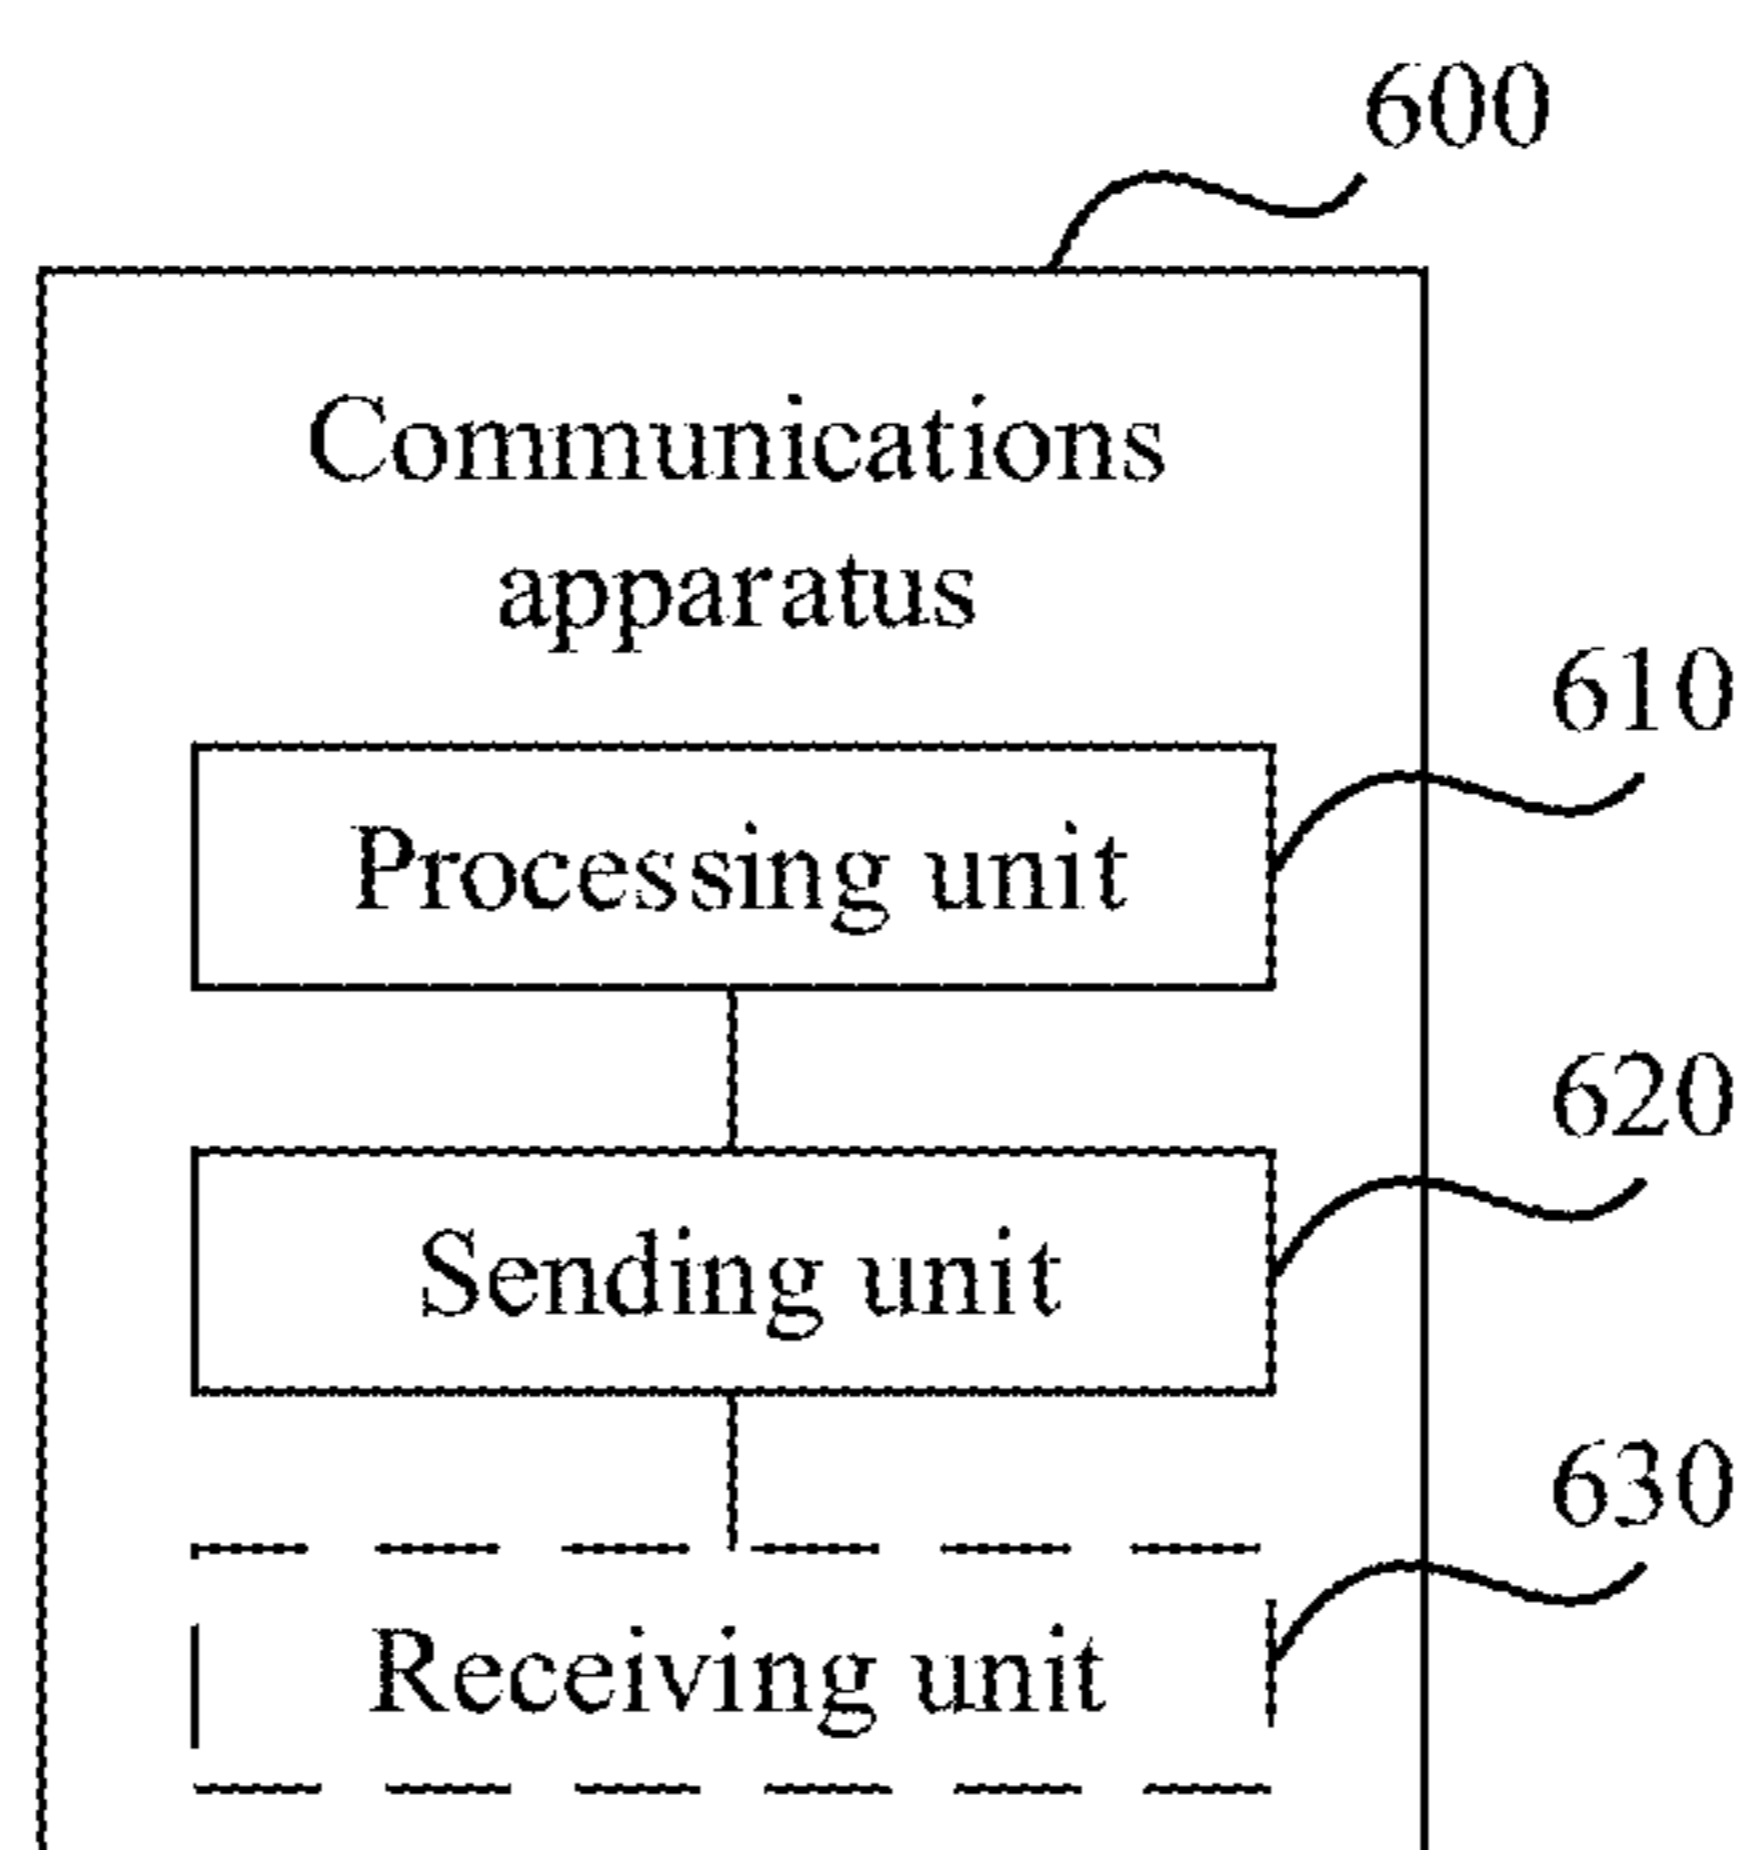 600
Communications
apparatus
610
Processing unit
620
Sending unit
630
Receiving unit